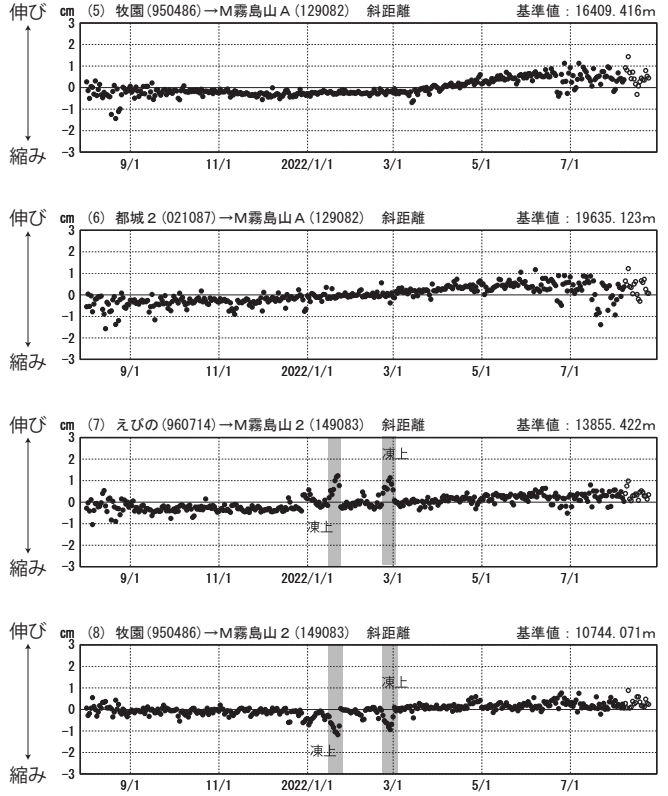 伸び cm (5) 牧園(950486)→M霧島山A(129082) 斜距離 基準値：16409.416m
3
2
1
0
-1
-2
縮み -3
9/1 11/1 2022/1/1 3/1 5/1 7/1
伸び cm (6) 都城２(021087)→M霧島山A(129082) 斜距離 基準値：19635.123m
3
2
1
0
-1
-2
縮み -3
9/1 11/1 2022/1/1 3/1 5/1 7/1
伸び cm (7) えびの(960714)→M霧島山２(149083) 斜距離 基準値：13855.422m
3
凍上
2
1
0
凍上
-1
-2
縮み -3
9/1 11/1 2022/1/1 3/1 5/1 7/1
伸び cm (8) 牧園(950486)→M霧島山２(149083) 斜距離 基準値：10744.071m
3
2
凍上
1
0
-1
凍上
-2
縮み -3
9/1 11/1 2022/1/1 3/1 5/1 7/1